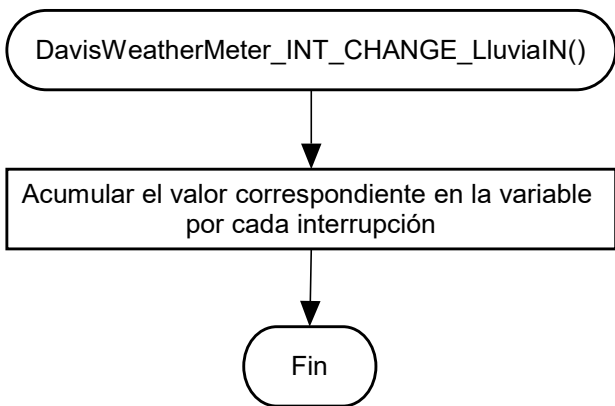 DavisWeatherMeter_INT_CHANGE_LluviaIN()
Acumular el valor correspondiente en la variable
por cada interrupción
Fin